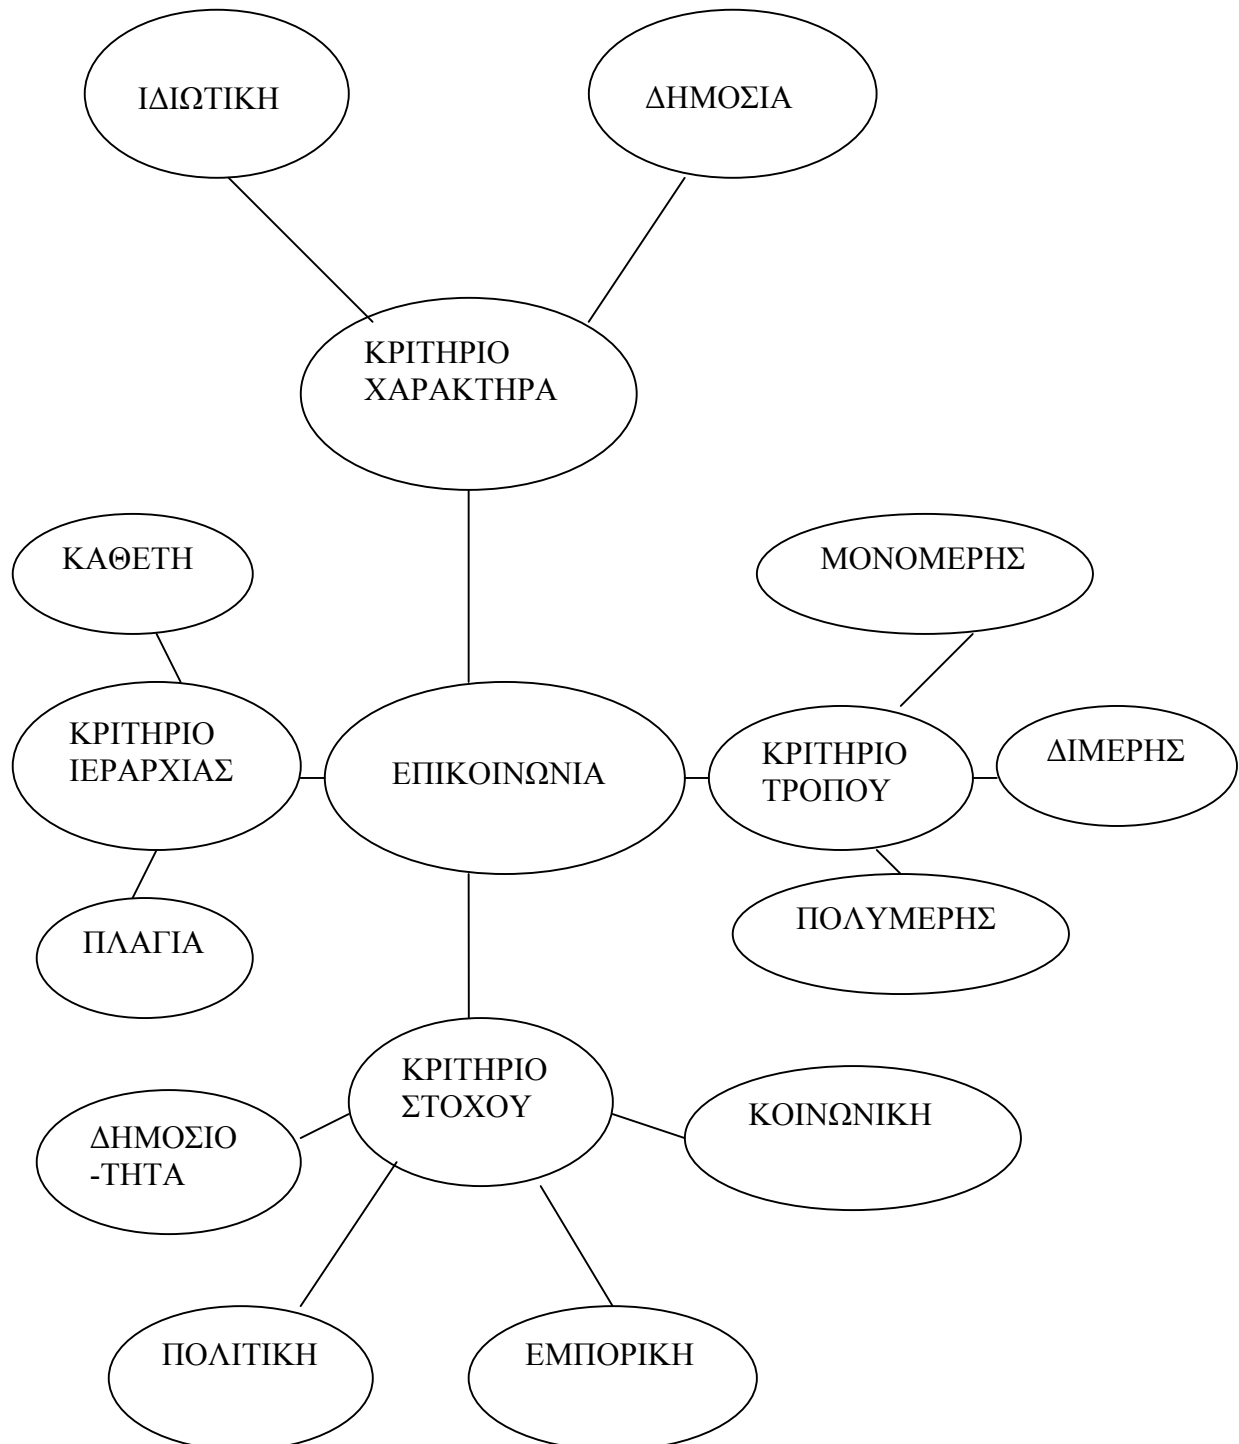 ΙΔΙΩΤΙΚΗ
ΔΗΜΟΣΙΑ
ΚΡΙΤΗΡΙΟ
ΧΑΡΑΚΤΗΡΑ
ΚΑΘΕΤΗ
ΜΟΝΟΜΕΡΗΣ
ΚΡΙΤΗΡΙΟ
ΙΕΡΑΡΧΙΑΣ
ΕΠΙΚΟΙΝΩΝΙΑ
ΚΡΙΤΗΡΙΟ
ΤΡΟΠΟΥ
ΔΙΜΕΡΗΣ
ΠΛΑΓΙΑ
ΠΟΛΥΜΕΡΗΣ
ΚΡΙΤΗΡΙΟ
ΣΤΟΧΟΥ
ΔΗΜΟΣΙΟ
-ΤΗΤΑ
ΚΟΙΝΩΝΙΚΗ
ΠΟΛΙΤΙΚΗ
ΕΜΠΟΡΙΚΗ